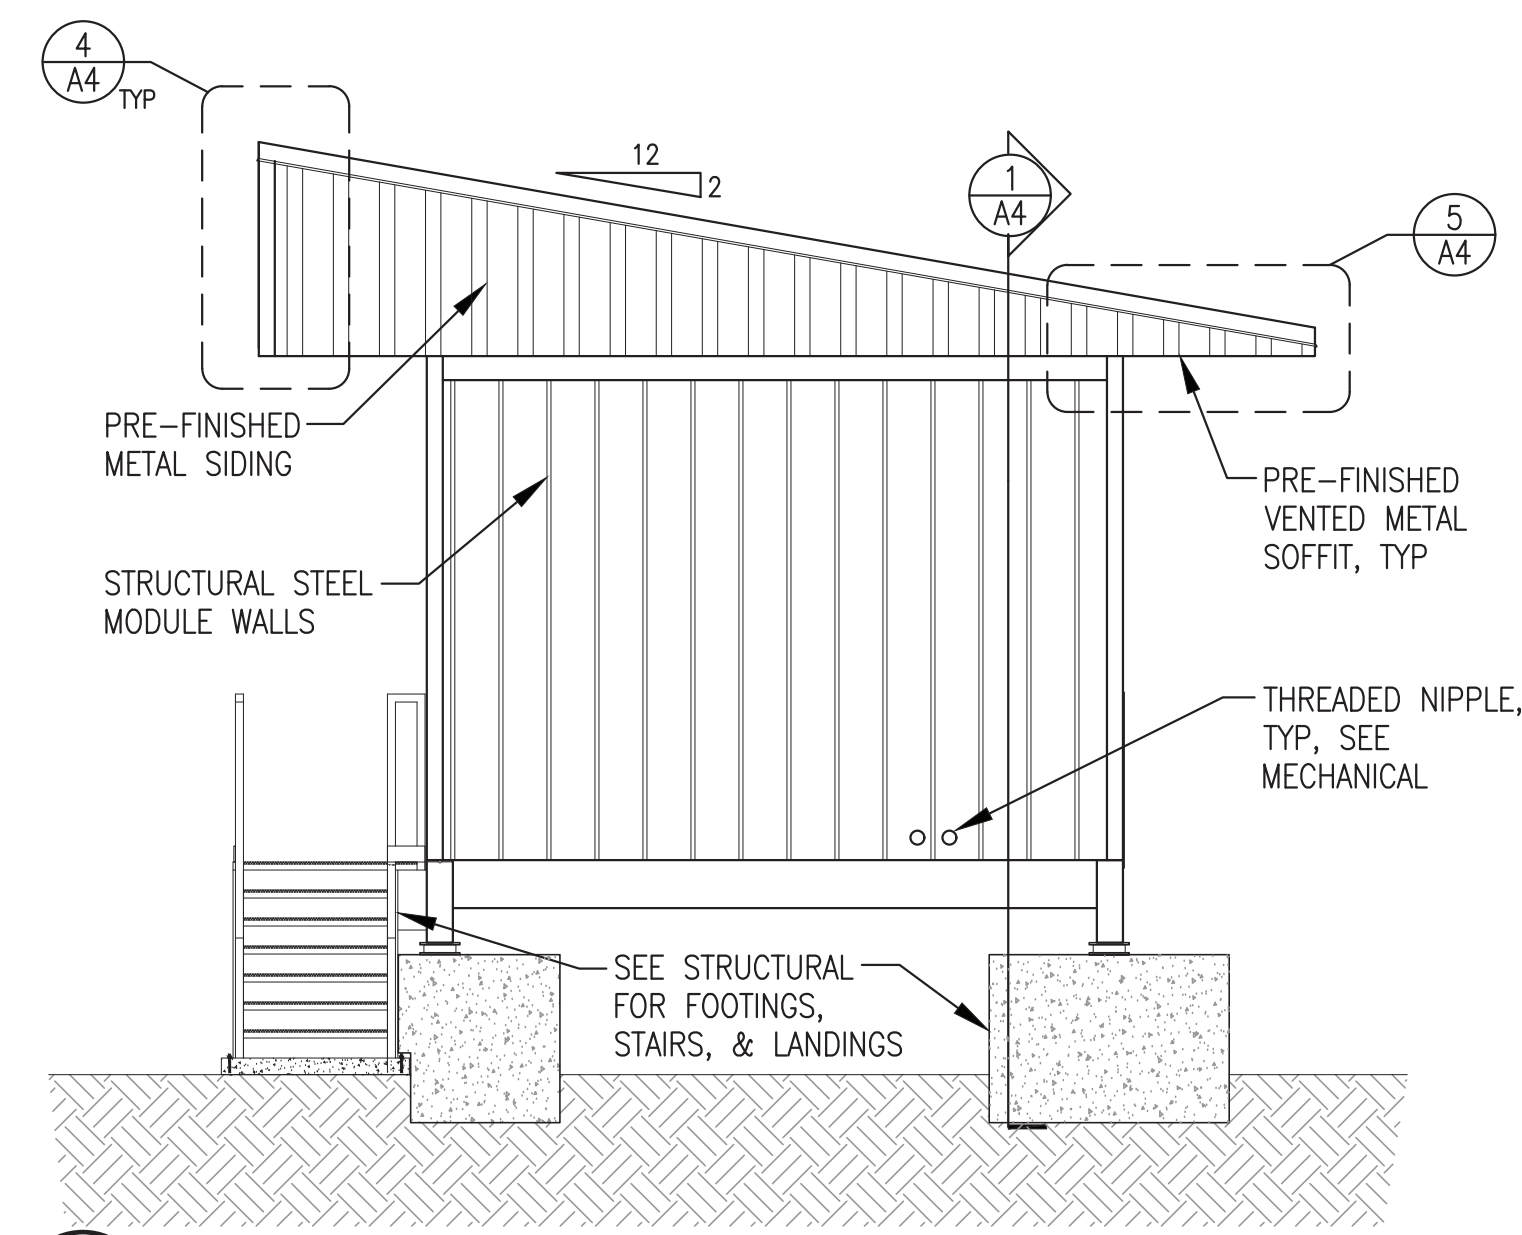 4
A4
TYP
12
2
1
A4
5
A4
PRE-FINISHED
METAL SIDING
PRE-FINISHED
VENTED METAL
SOFFIT, TYP
STRUCTURAL STEEL
MODULE WALLS
THREADED NIPPLE,
TYP, SEE
MECHANICAL
SEE STRUCTURAL
FOR FOOTINGS,
STAIRS, & LANDINGS